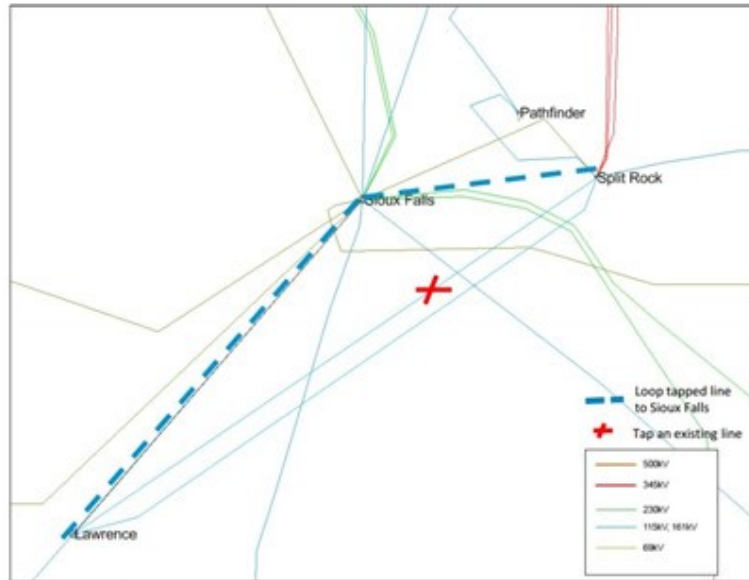 Pathfinder
Split Rock
Sioux Falls
Lawrence
Loop tapped line
to Sioux Falls
Tap an existing line
500kV
345kV
230kV
115kV, 161kV
69kV